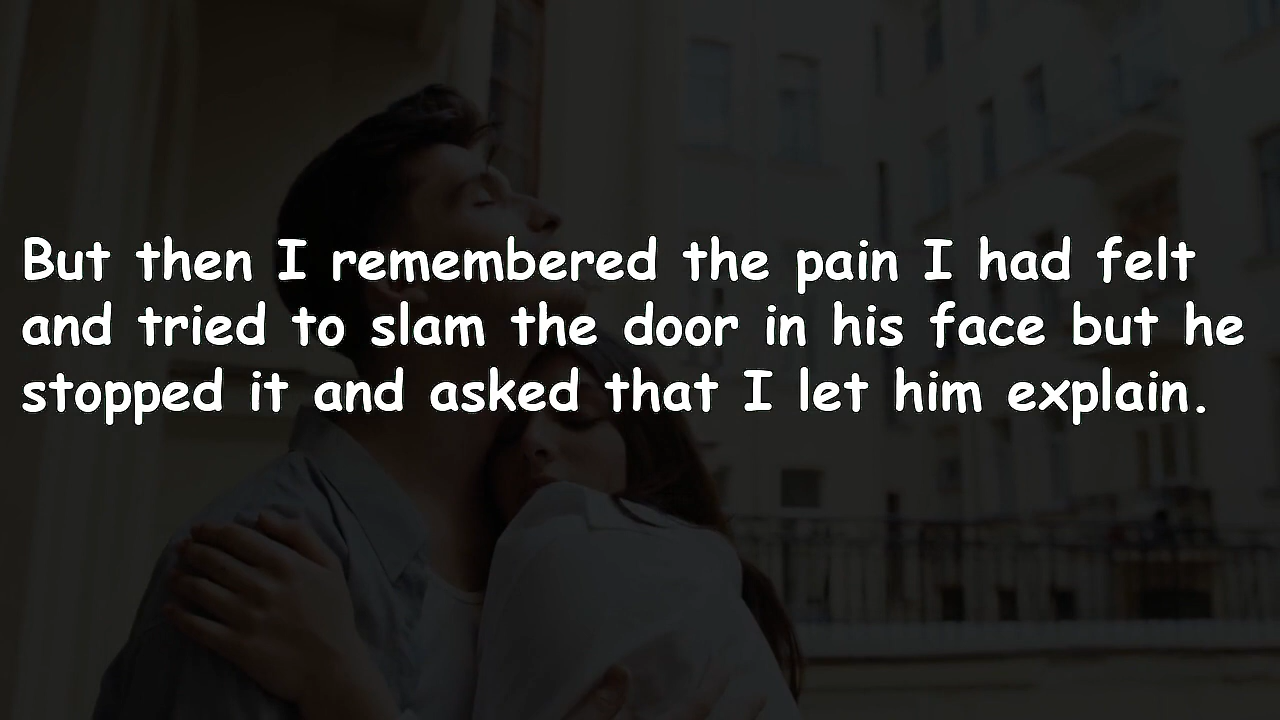 But then I remembered the pain I had felt
and tried to slam the door in his face but he
stopped it and asked that I let him explain.